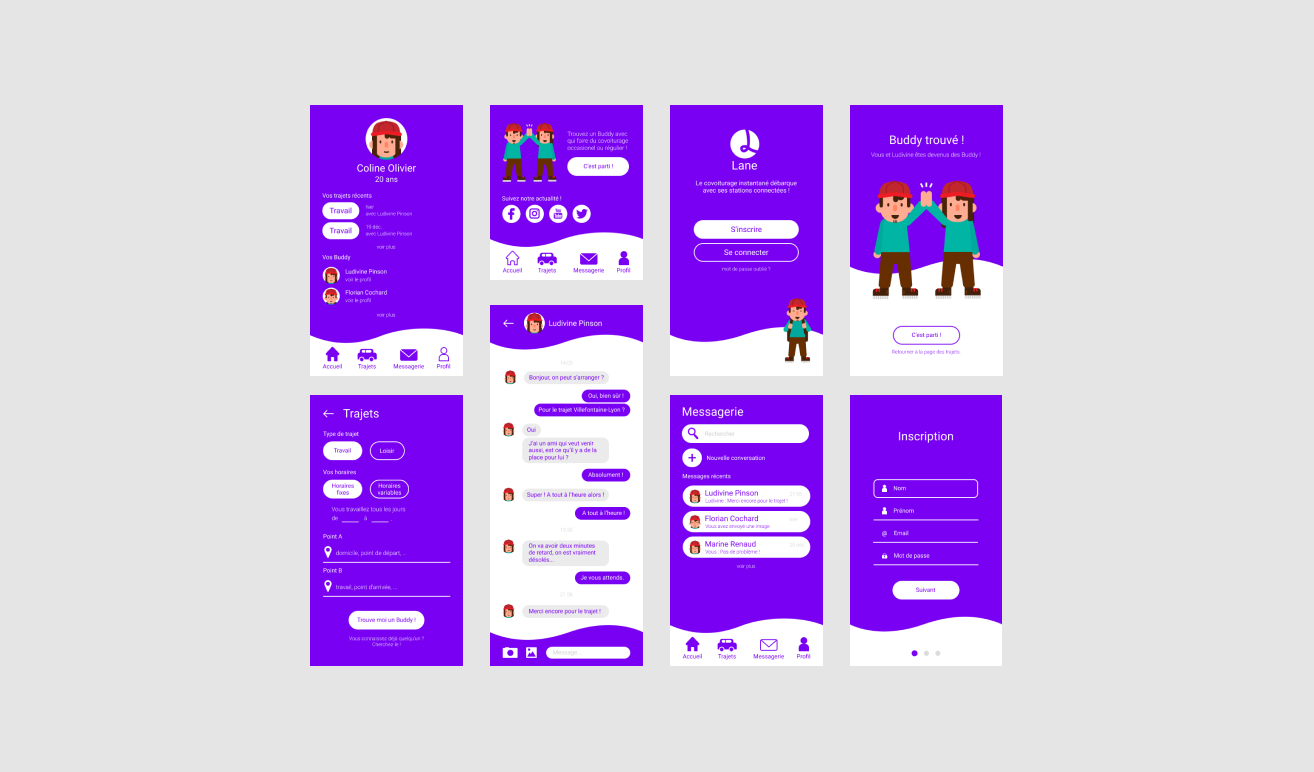 Coline Olivier
20 ans
Vos trajets récents
Travail
hier
avec Ludivine Pinson
Travail
avec Ludivine Pinson
voir plus
Vos Buddy
Ludivine Pinson
voir le profil
Florian Cochard
voir le profil
voir plus
Accueil
Trajets
Messagerie
Profil
Trouvez un Buddy avec
qui faire du covoiturage
occasionel ou régulier !
C'est parti !
Suivez notre actualité !
Accueil
Trajets
Messagerie
Profil
Lane
Le covoiturage instantané débarque
avec ses stations connectées !
S'inscrire
Se connecter
mot de passe oublié ?
Buddy trouvé !
Vous et Ludivine êtes devenus des Buddy !
C'est parti !
Retourner à la page des trajets
Trajets
Type de trajet
Travail
Loisir
Vos horaires
Horaires
fixes
Horaires
variables
Vous travaillez tous les jours
de ____ à ____ .
Point A
domicile, point de départ, ...
Point B
travail, point d'arrivée, ...
Trouve moi un Buddy !
Vous connaissez déjà quelqu'un ?
Cherchez le !
Ludivine Pinson
Bonjour, on peut s'arranger ?
Oui, bien sûr !
Pour le trajet Villefontaine-Lyon ?
Oui
J'ai un ami qui veut venir
aussi, est ce qu'il y a de la
place pour lui ?
Absolument !
Super ! A tout à l'heure alors !
A tout à l'heure !
On va avoir deux minutes
de retard, on est vraiment
désolés...
Je vous attends.
Merci encore pour le trajet !
Message
Messagerie
Rechercher
Nouvelle conversation
Messages récents
Ludivine Pinson
Ludivine : Merci encore pour le trajet !
Florian Cochard
Vous avez envoyé une image
Marine Renaud
Vous : Pas de problème !
voir plus
Accueil
Trajets
Messagerie
Profil
Inscription
Nom
Prénom
@ Email
Mot de passe
Suivant